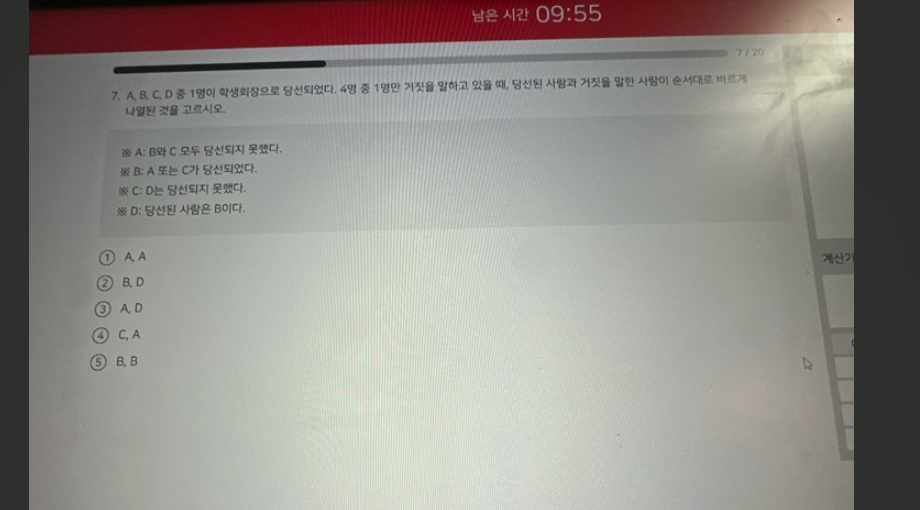 남은 시간 09:55
7 / 20
7. A, B, C, D 중 1명이 학생회장으로 당선되었다. 4명 중 1명만 거짓을 말하고 있을 때, 당선된 사람과 거짓을 말한 사람이 순서대로 바르게
나열된 것을 고르시오.
※ A: B와 C 모두 당선되지 못했다.
※ B: A 또는 C가 당선되었다.
※ C: D는 당선되지 못했다.
※ D: 당선된 사람은 B이다.
① A, A
② B, D
③ A, D
④ C, A
⑤ B, B
계산기